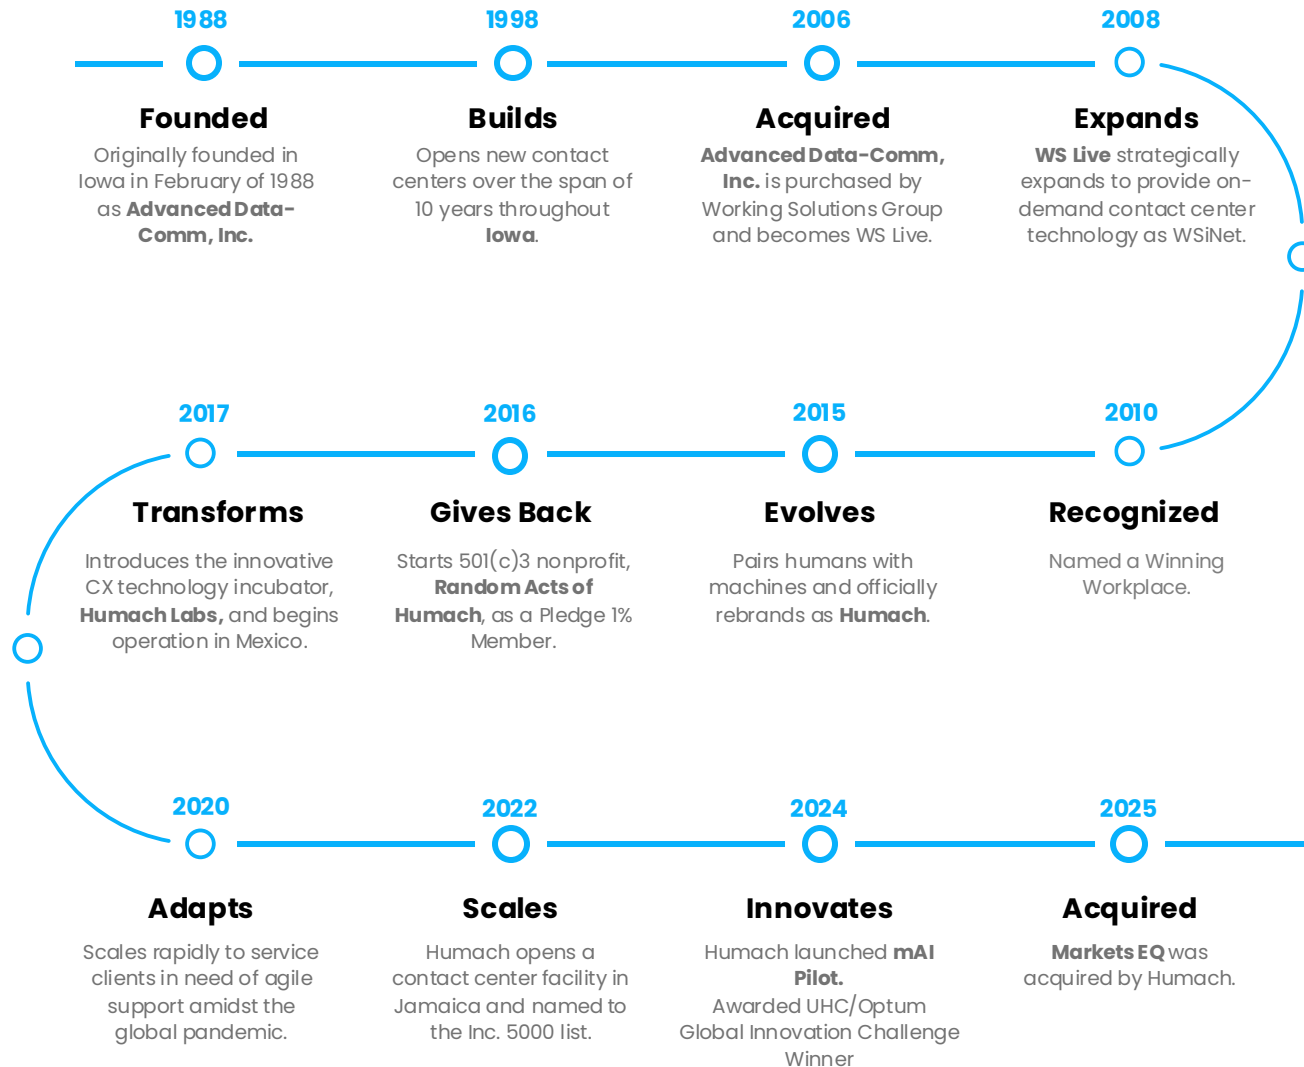 1988
Founded
Originally founded in
Iowa in February of 1988
as Advanced Data-
Comm, Inc.
1998
Builds
Opens new contact
centers over the span of
10 years throughout
Iowa.
2006
Acquired
Advanced Data-Comm,
Inc. is purchased by
Working Solutions Group
and becomes WS Live.
2008
Expands
WS Live strategically
expands to provide on-
demand contact center
technology as WSiNet.
2010
Recognized
Named a Winning
Workplace.
2015
Evolves
Pairs humans with
machines and officially
rebrands as Humach.
2016
Gives Back
Starts 501(c)3 nonprofit,
Random Acts of
Humach, as a Pledge 1%
Member.
2017
Transforms
Introduces the innovative
CX technology incubator,
Humach Labs, and begins
operation in Mexico.
2020
Adapts
Scales rapidly to service
clients in need of agile
support amidst the
global pandemic.
2022
Scales
Humach opens a
contact center facility in
Jamaica and named to
the Inc. 5000 list.
2024
Innovates
Humach launched mAI
Pilot.
Awarded UHC/Optum
Global Innovation Challenge
Winner
2025
Acquired
Markets EQ was
acquired by Humach.